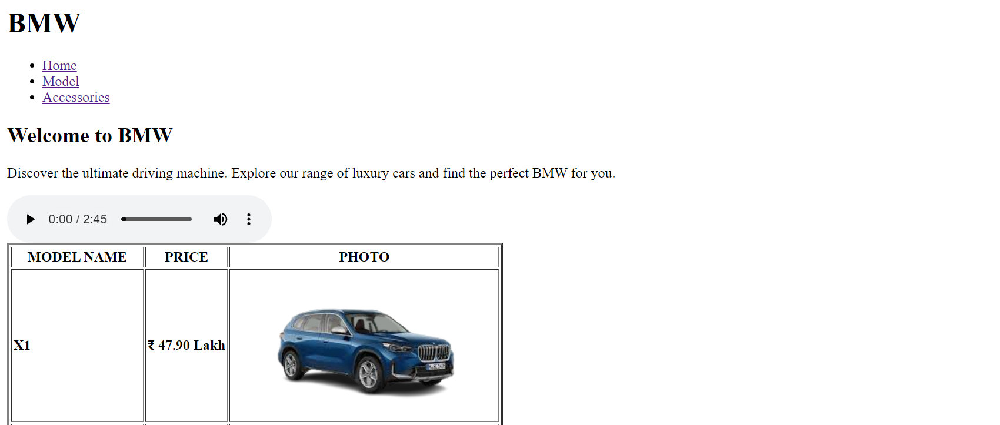 BMW
Home
Model
Accessories
Welcome to BMW
Discover the ultimate driving machine. Explore our range of luxury cars and find the perfect BMW for you.
0:00 / 2:45
MODEL NAME PRICE PHOTO
X1 ₹ 47.90 Lakh